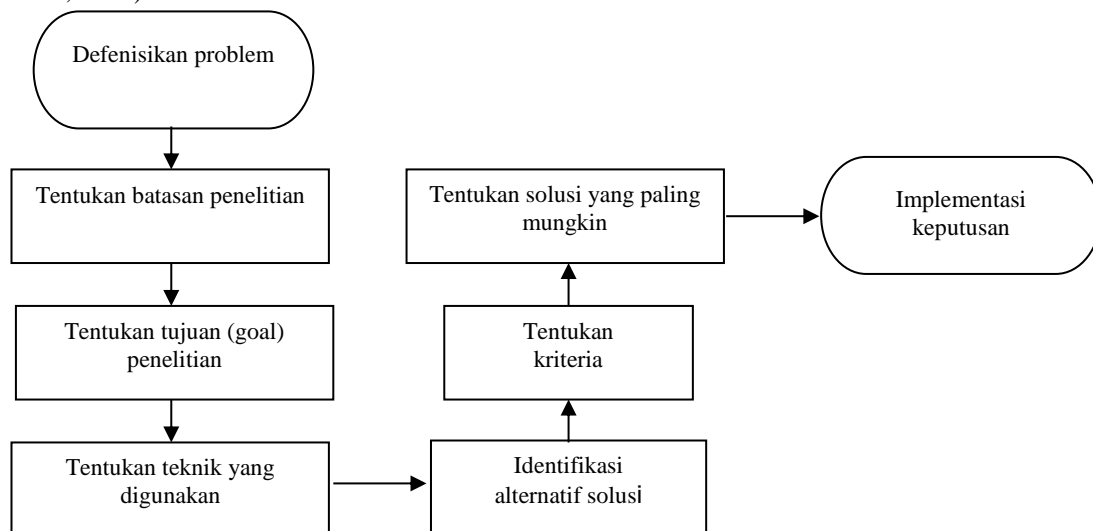 Defenisikan problem
Tentukan batasan penelitian
Tentukan tujuan (goal)
penelitian
Tentukan teknik yang
digunakan
Identifikasi
alternatif solusi
Tentukan
kriteria
Tentukan solusi yang paling
mungkin
Implementasi
keputusan